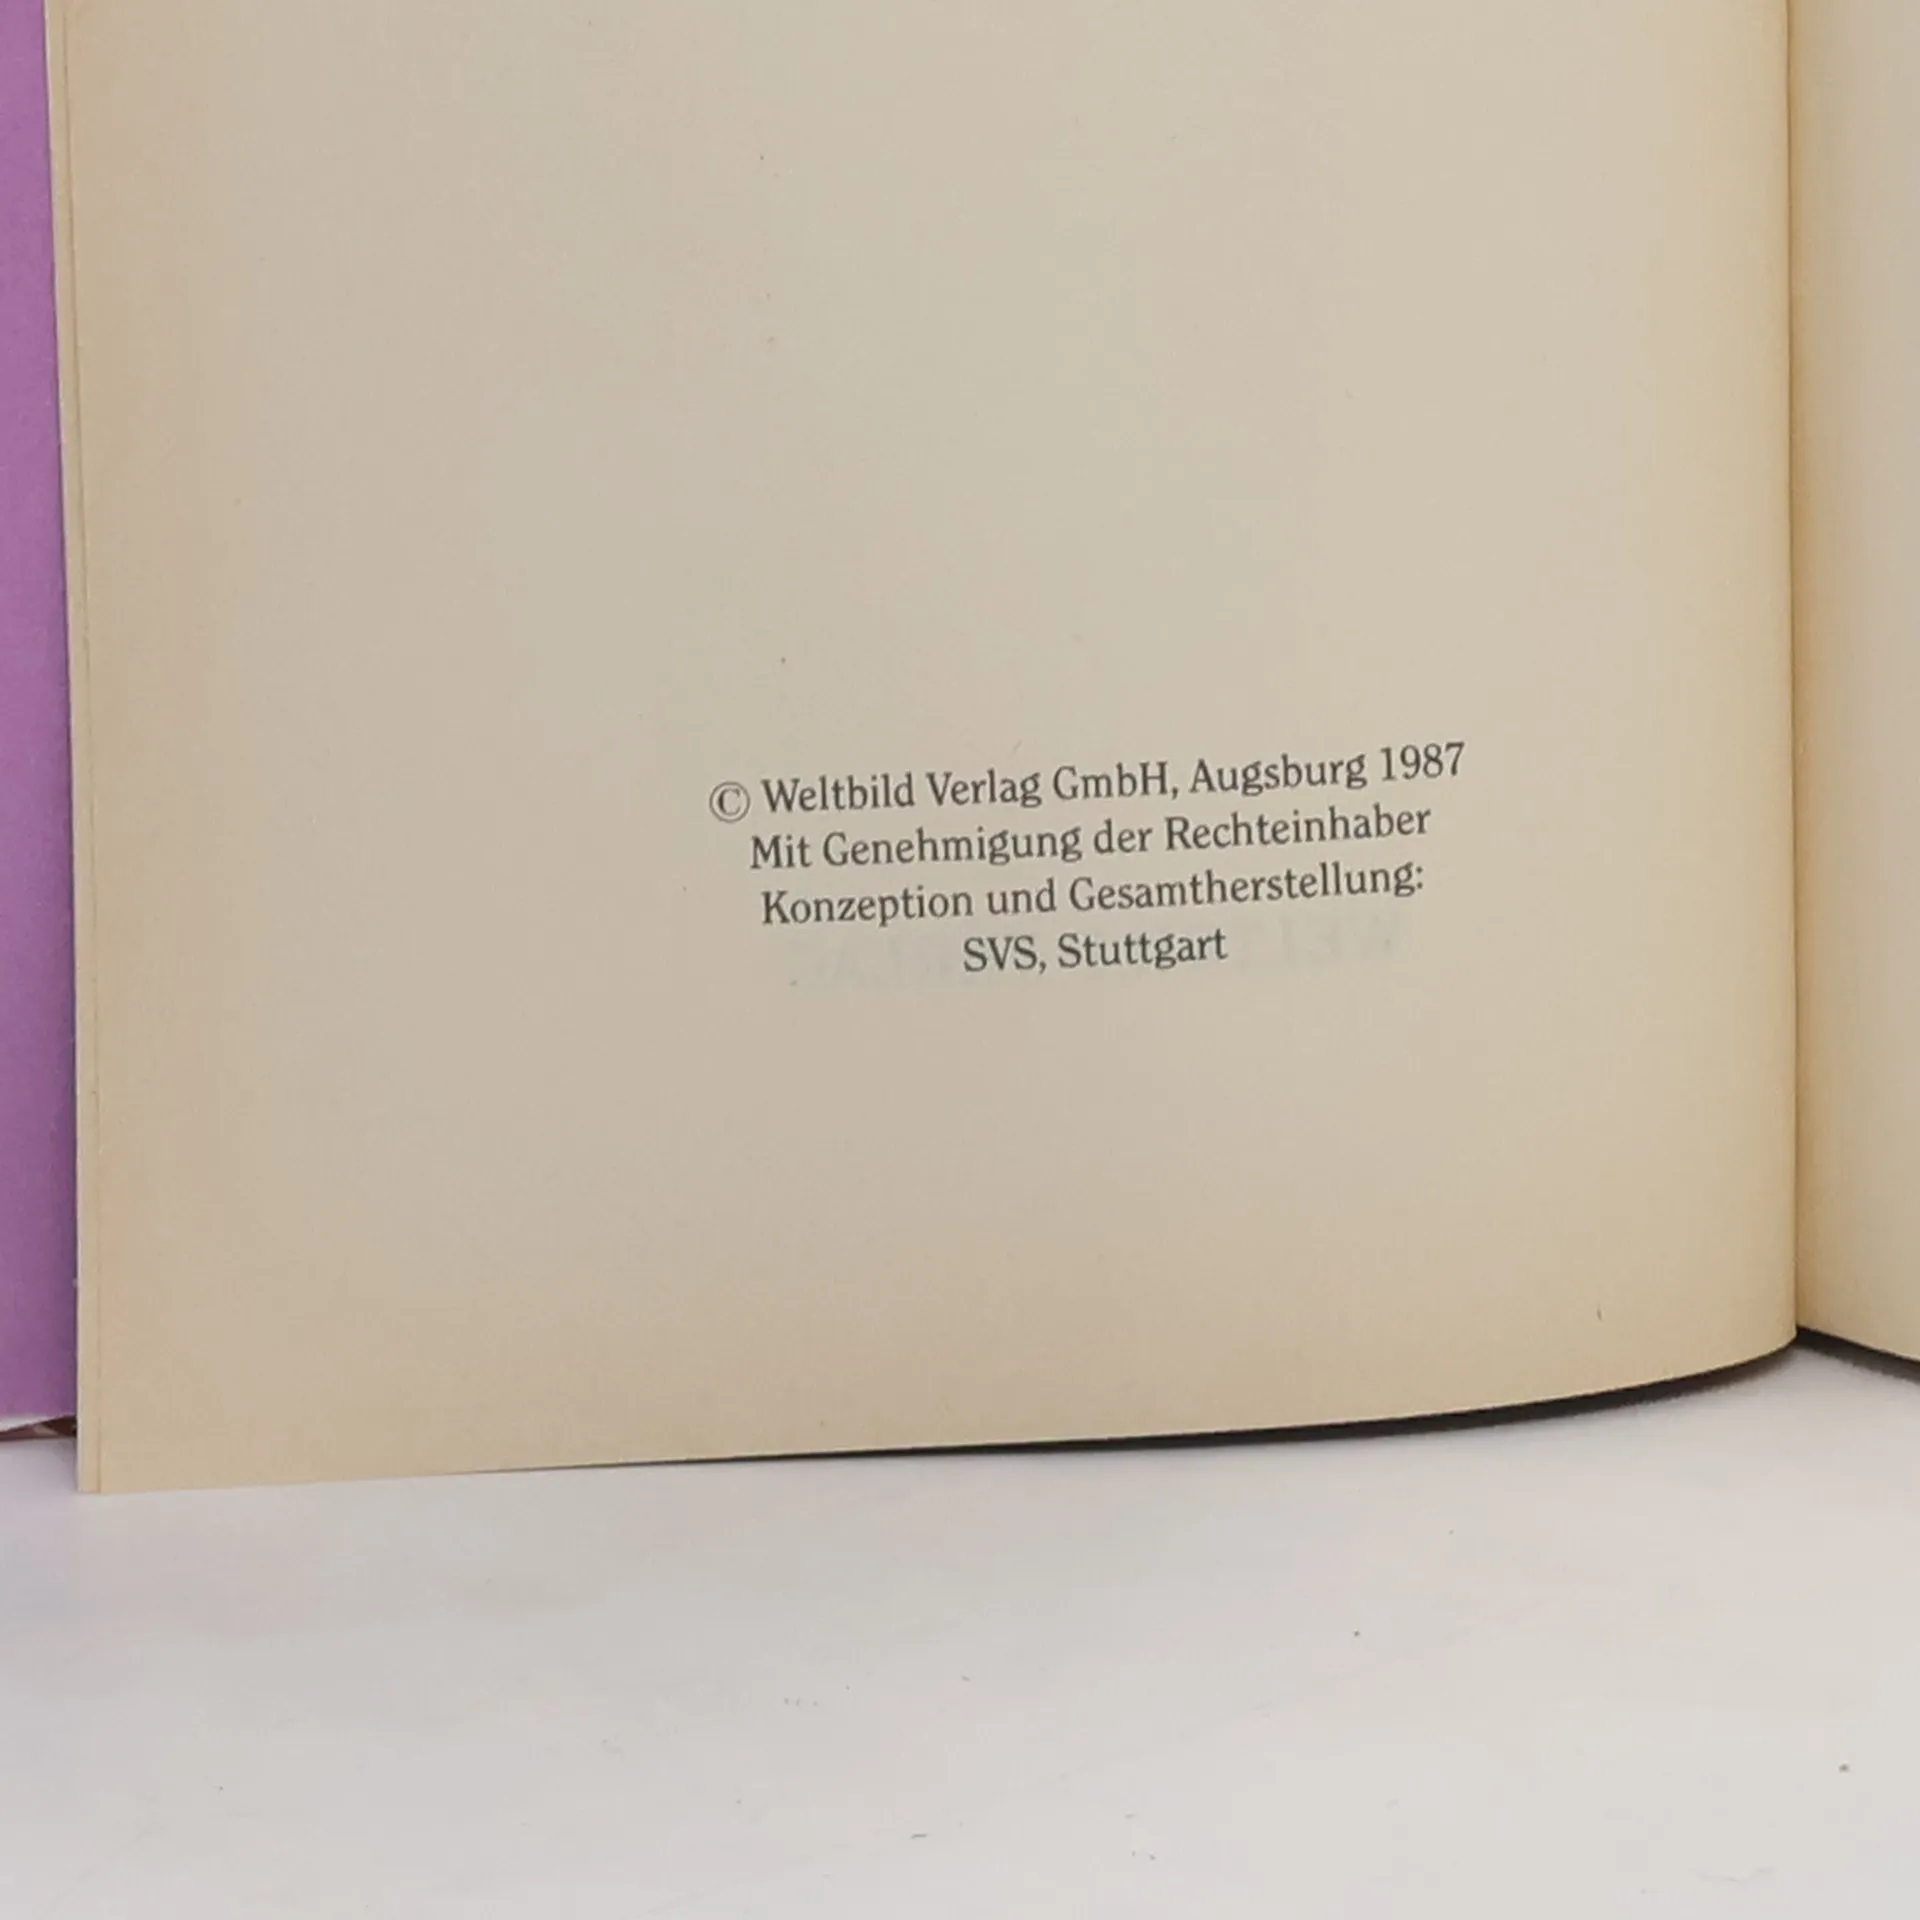 © Weltbild Verlag GmbH, Augsburg 1987
Mit Genehmigung der Rechteinhaber
Konzeption und Gesamtherstellung:
SVS, Stuttgart